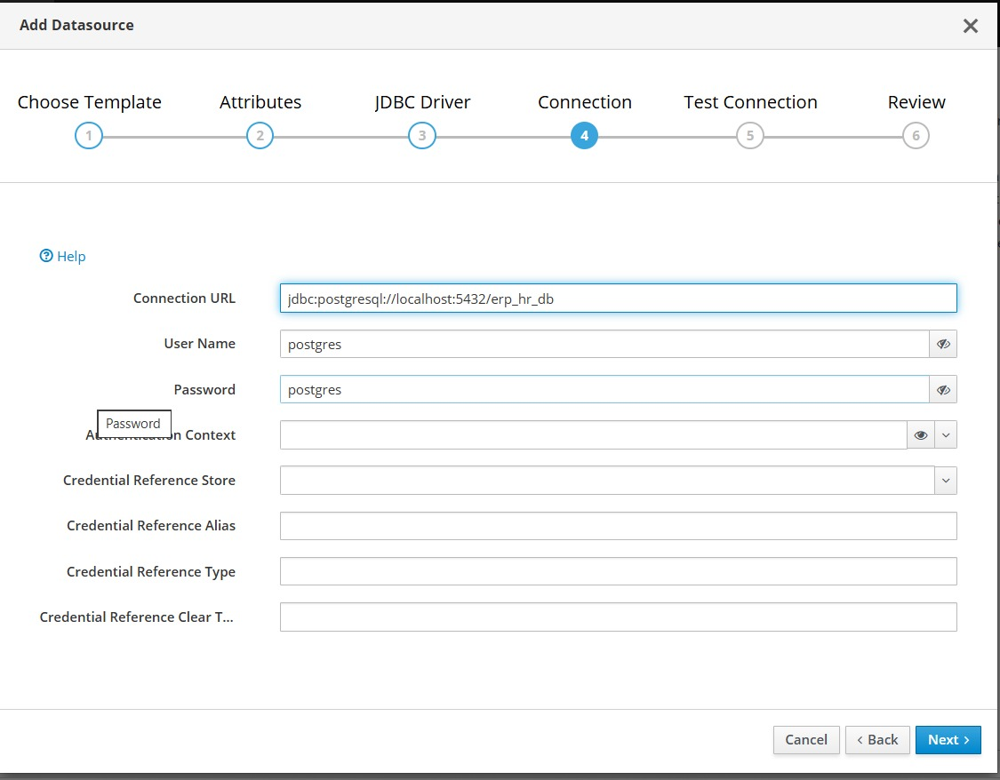 Add Datasource
Choose Template Attributes JDBC Driver Connection Test Connection Review
1 2 3 4 5 6
Help
Connection URL jdbc:postgresql://localhost:5432/erp_hr_db
User Name postgres
Password postgres
Password
Authentication Context
Credential Reference Store
Credential Reference Alias
Credential Reference Type
Credential Reference Clear T...
Cancel Back Next